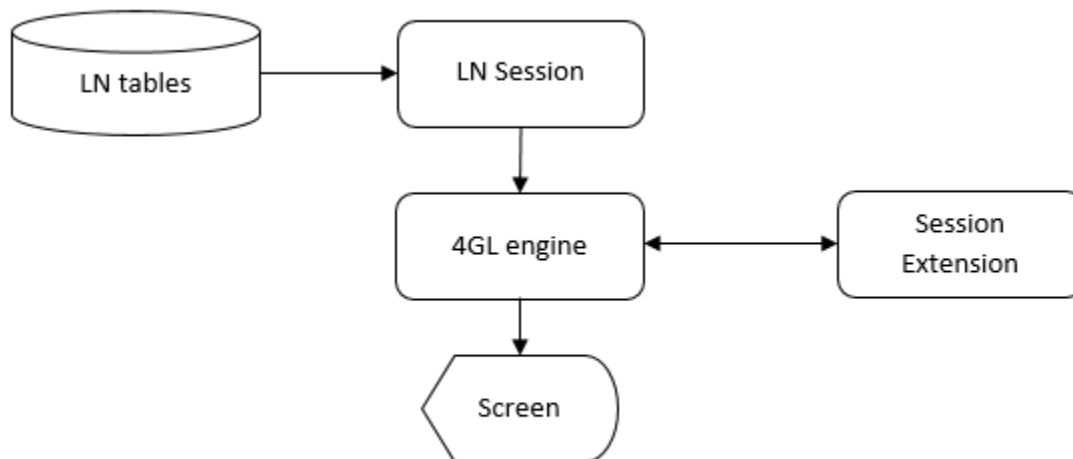 LN tables
LN Session
4GL engine
Session
Extension
Screen